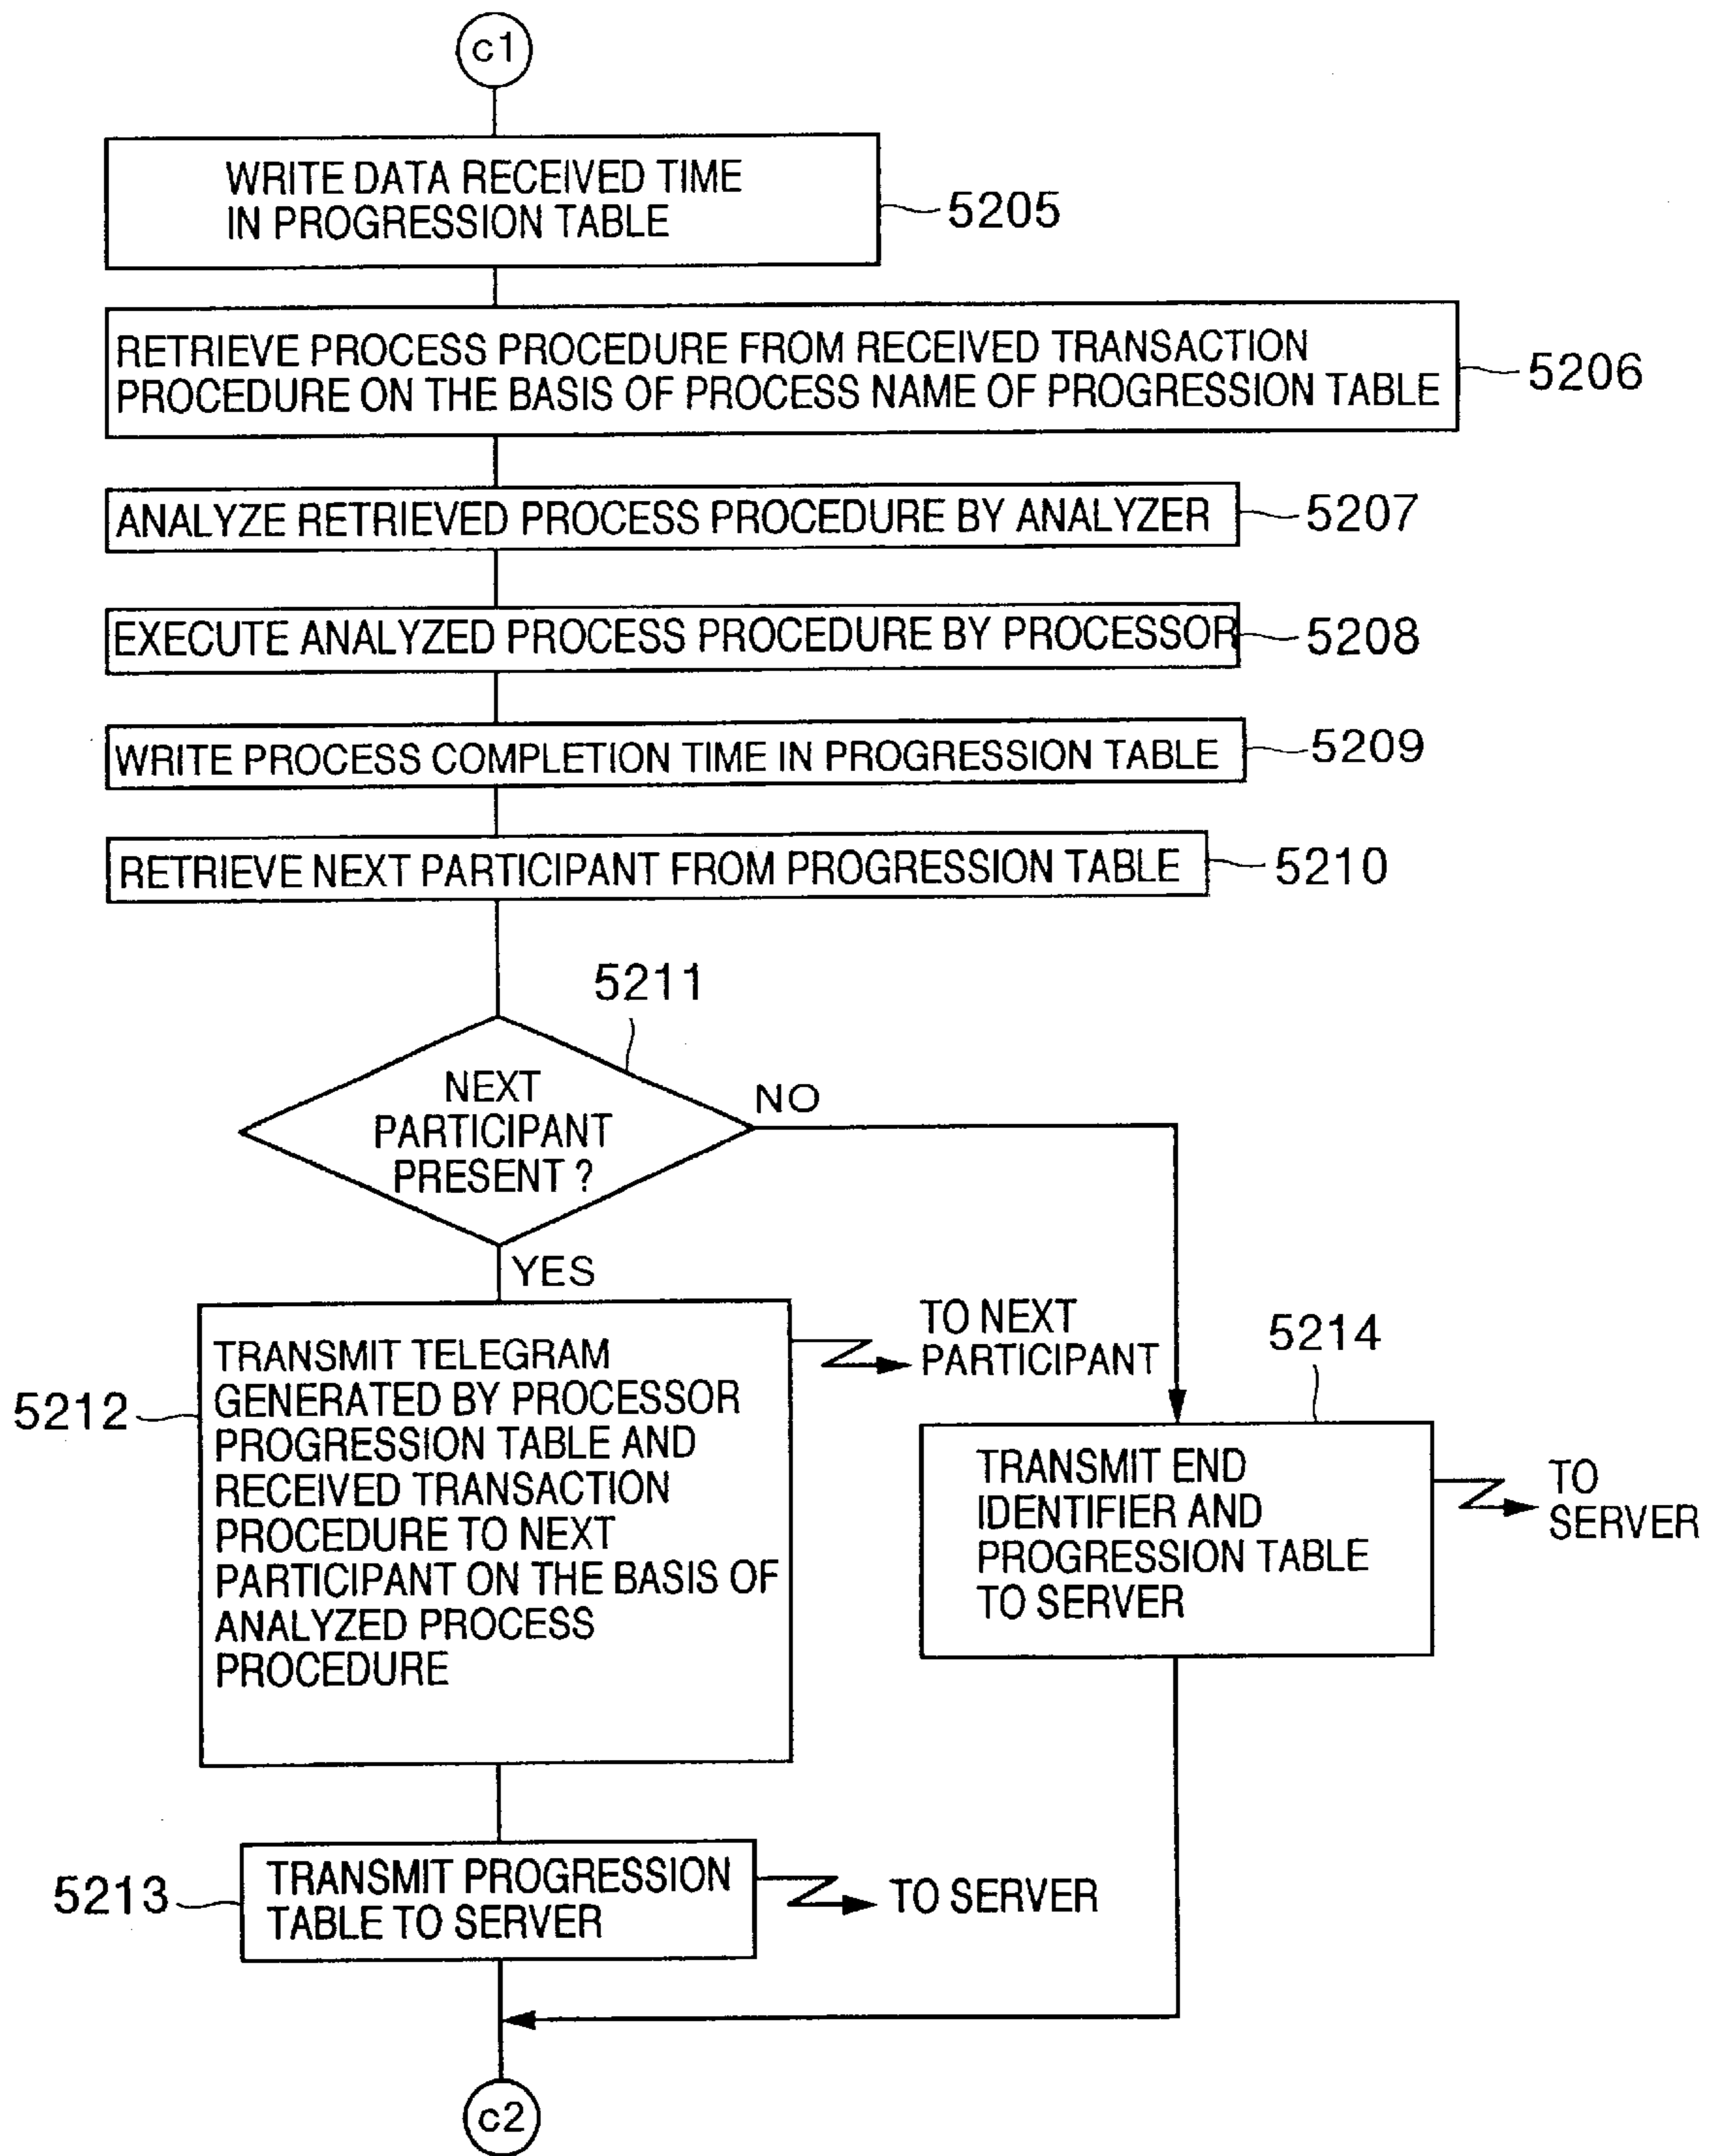 c1
WRITE DATA RECEIVED TIME
IN PROGRESSION TABLE
5205
RETRIEVE PROCESS PROCEDURE FROM RECEIVED TRANSACTION
PROCEDURE ON THE BASIS OF PROCESS NAME OF PROGRESSION TABLE
5206
ANALYZE RETRIEVED PROCESS PROCEDURE BY ANALYZER
5207
EXECUTE ANALYZED PROCESS PROCEDURE BY PROCESSOR
5208
WRITE PROCESS COMPLETION TIME IN PROGRESSION TABLE
5209
RETRIEVE NEXT PARTICIPANT FROM PROGRESSION TABLE
5210
5211
NEXT
PARTICIPANT
PRESENT ?
NO
YES
5212
TRANSMIT TELEGRAM
GENERATED BY PROCESSOR
PROGRESSION TABLE AND
RECEIVED TRANSACTION
PROCEDURE TO NEXT
PARTICIPANT ON THE BASIS OF
ANALYZED PROCESS
PROCEDURE
TO NEXT
PARTICIPANT
5214
TRANSMIT END
IDENTIFIER AND
PROGRESSION TABLE
TO SERVER
TO
SERVER
5213
TRANSMIT PROGRESSION
TABLE TO SERVER
TO SERVER
c2